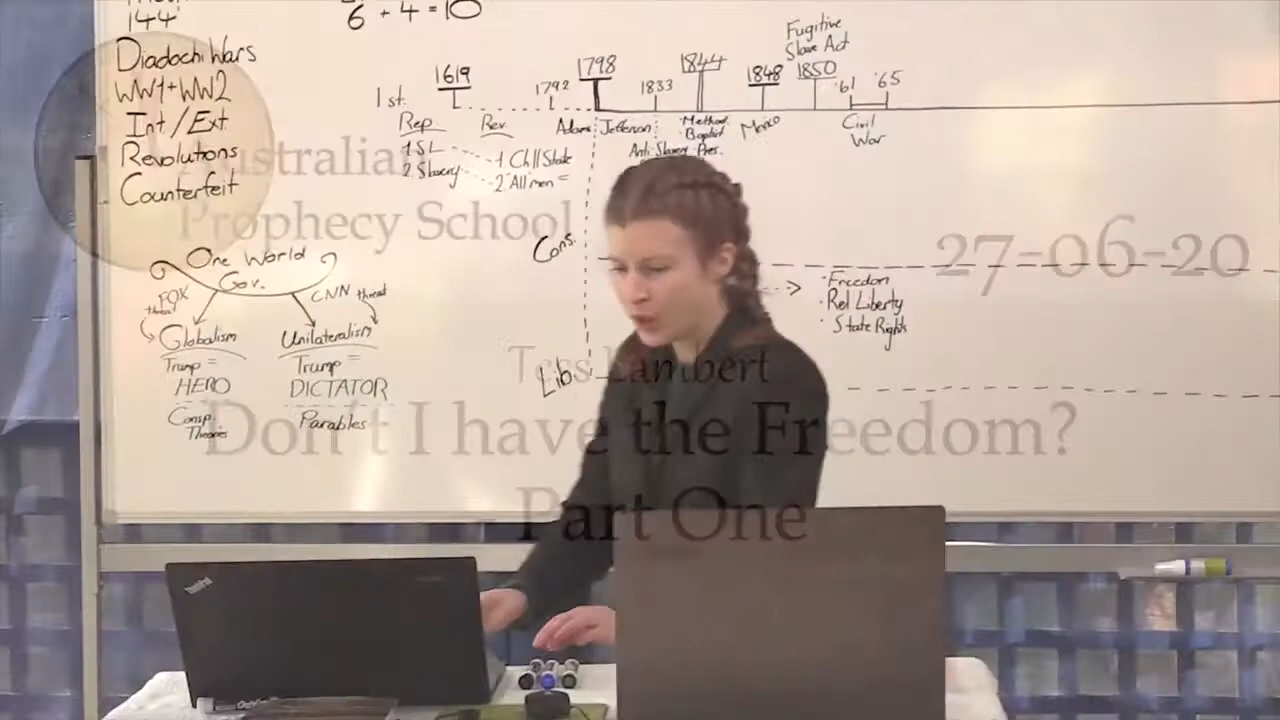 144
6 + 4 = 10
Diadochi Wars
WW1 + WW2
Int / Ext
Revolutions
Counterfeit
1st.
1619
1792
1798
1833
1844
1848
Fugitive
Slave Act
1850
'61
'65
Rep
Rev.
Adams
Jefferson
Method.
Baptist
Pres.
Mexico
Civil
War
1 SL
2. Slavery
1 Ch//State
2. "All men =
Anti Slavery
Cons.
Lib.
Freedom
Rel Liberty
State Rights
One World
Gov.
FOX
thread
CNN thread
Globalism
Unilateralism
Trump =
HERO
Trump =
DICTATOR
Consp.
Theories
Parables
Australian
Prophecy School
27-06-20
Tess Lambert
Don't I have the Freedom?
Part One
ThinkPad